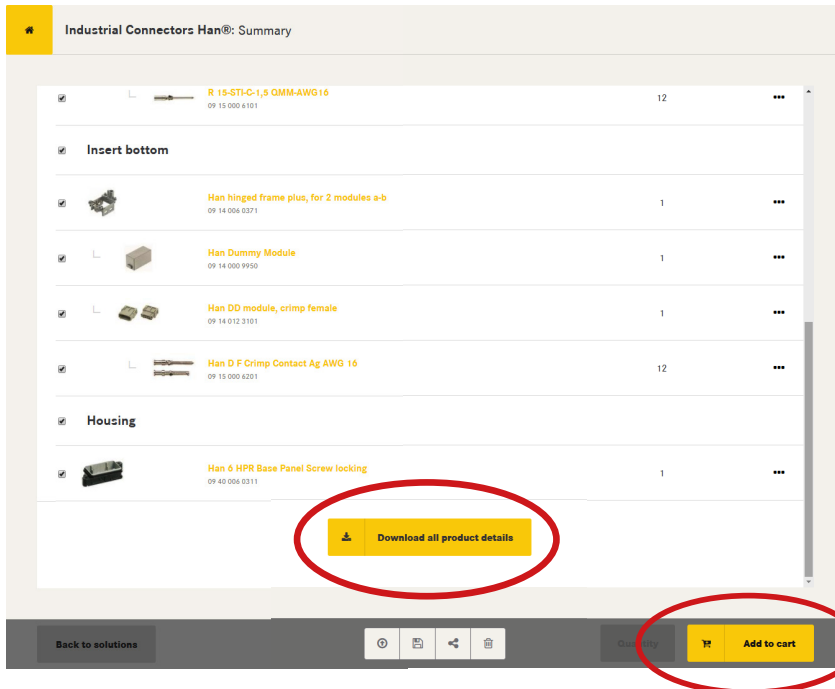 Industrial Connectors Han®: Summary
R 15-STI-C-1,5 QMM-AWG16
09 15 000 6101
12
Insert bottom
Han hinged frame plus, for 2 modules a-b
09 14 006 0371
1
Han Dummy Module
09 14 000 9950
1
Han DD module, crimp female
09 14 012 3101
1
Han D F Crimp Contact Ag AWG 16
09 15 000 6201
12
Housing
Han 6 HPR Base Panel Screw locking
09 40 006 0311
1
Download all product details
Back to solutions
Quantity
Add to cart